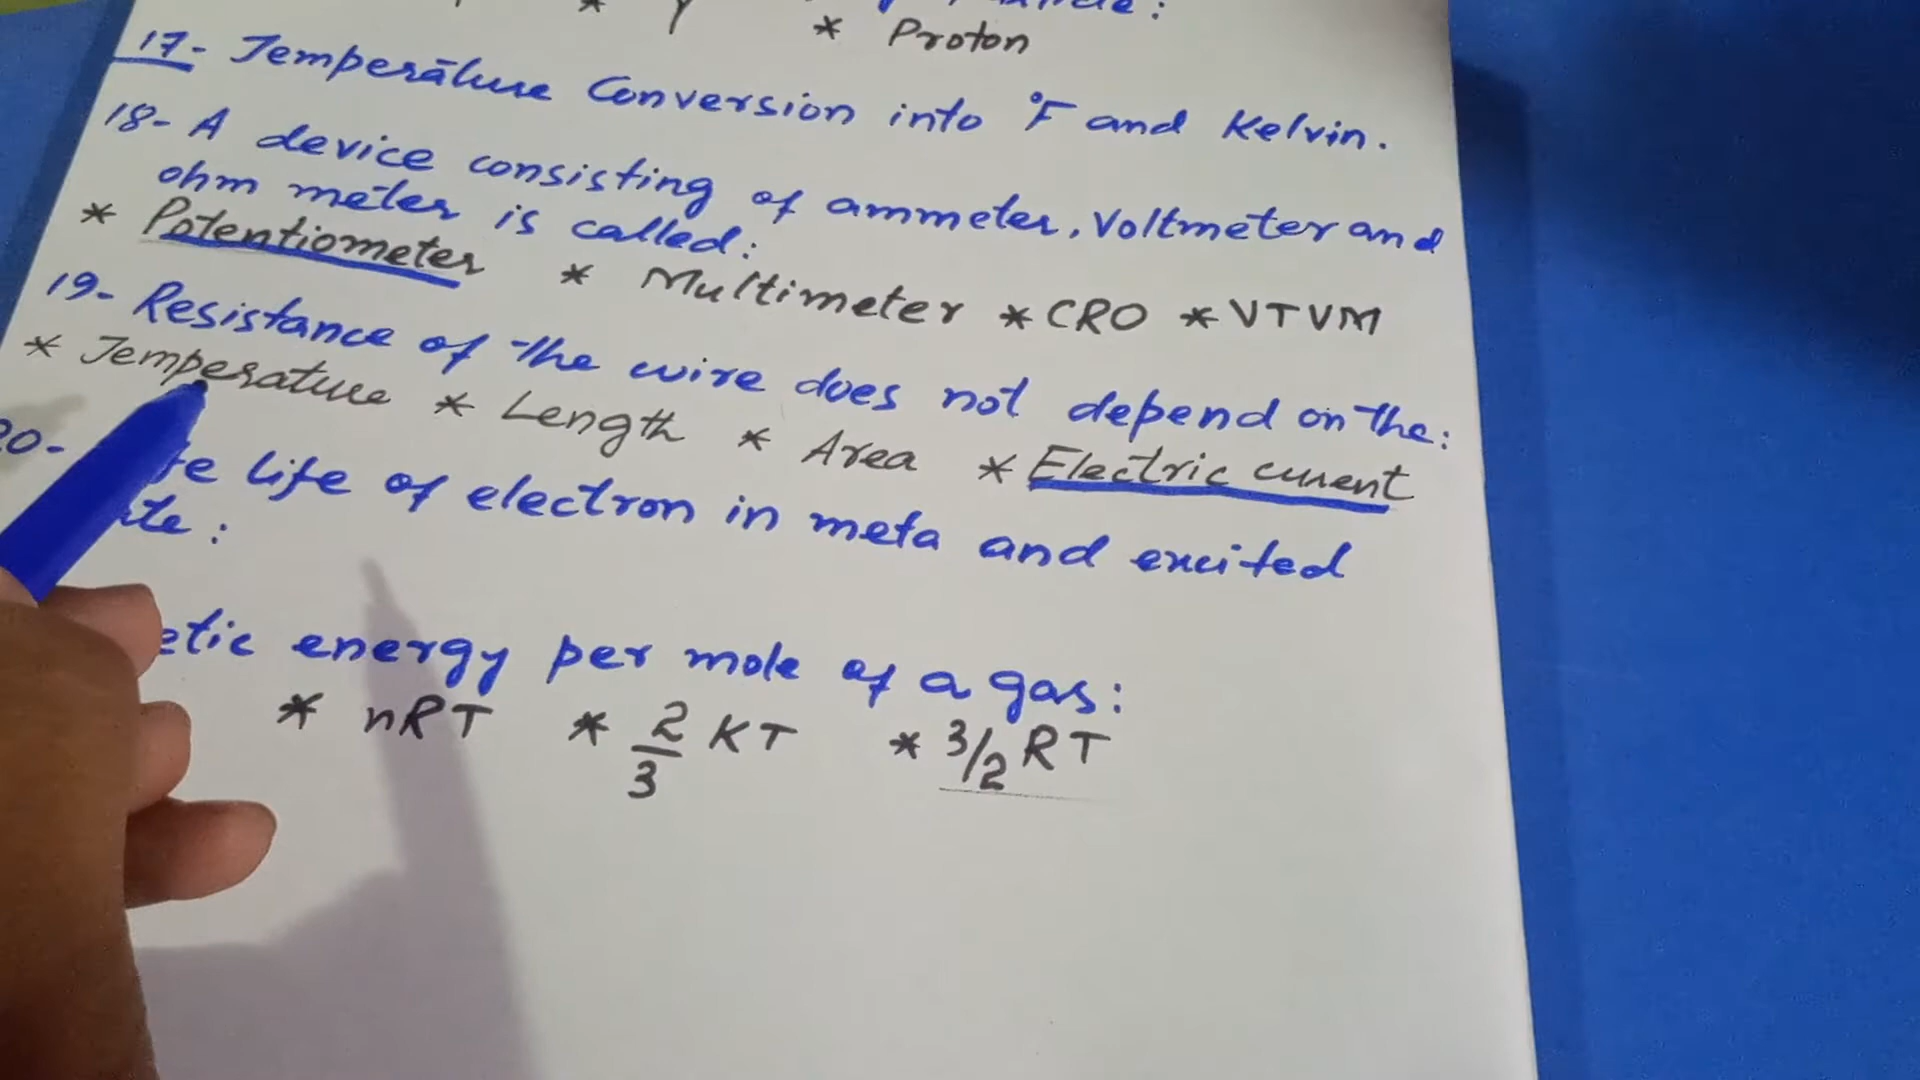 * Proton
17- Temperature Conversion into °F and Kelvin.
18- A device consisting of ammeter, Voltmeter and
ohm meter is called:
* Potentiometer * Multimeter * CRO * VTVM
19- Resistance of the wire does not depend on the:
* Temperature * Length * Area * Electric current
20- life of electron in meta and excited
energy per mole of a gas:
* nRT * 2/3 KT * 3/2 RT